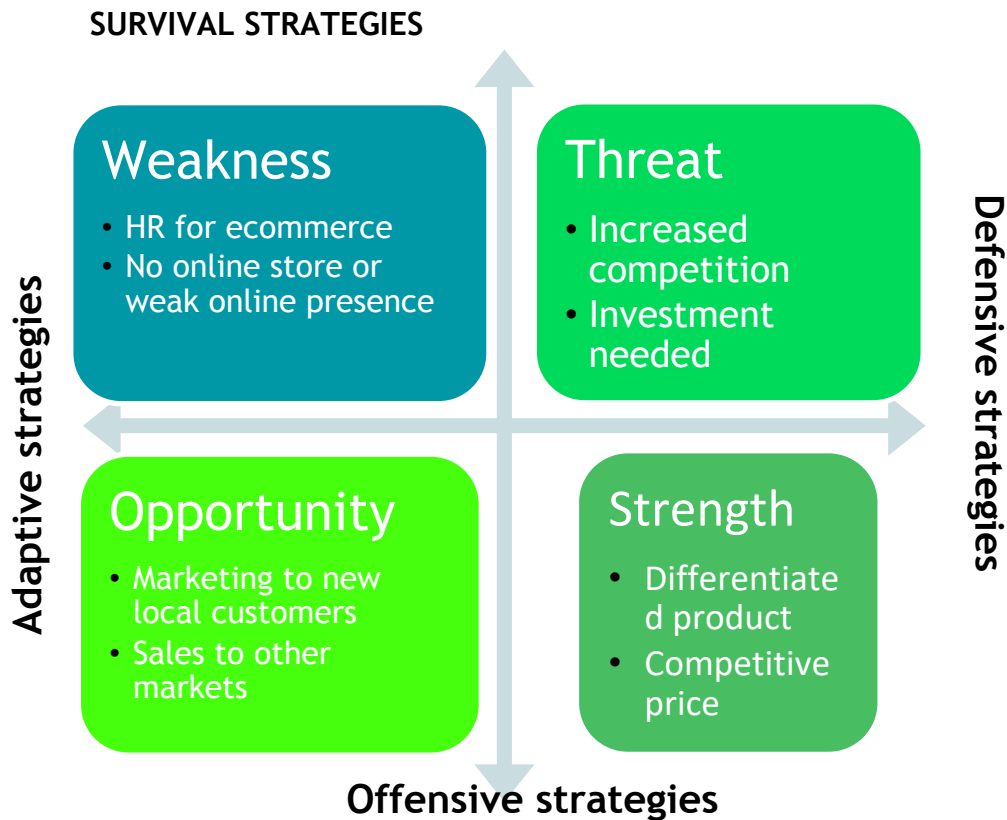 SURVIVAL STRATEGIES
Weakness
• HR for ecommerce
• No online store or
weak online presence
Threat
• Increased
competition
• Investment
needed
Adaptive strategies
Defensive strategies
Opportunity
• Marketing to new
local customers
• Sales to other
markets
Strength
• Differentiate
d product
• Competitive
price
Offensive strategies